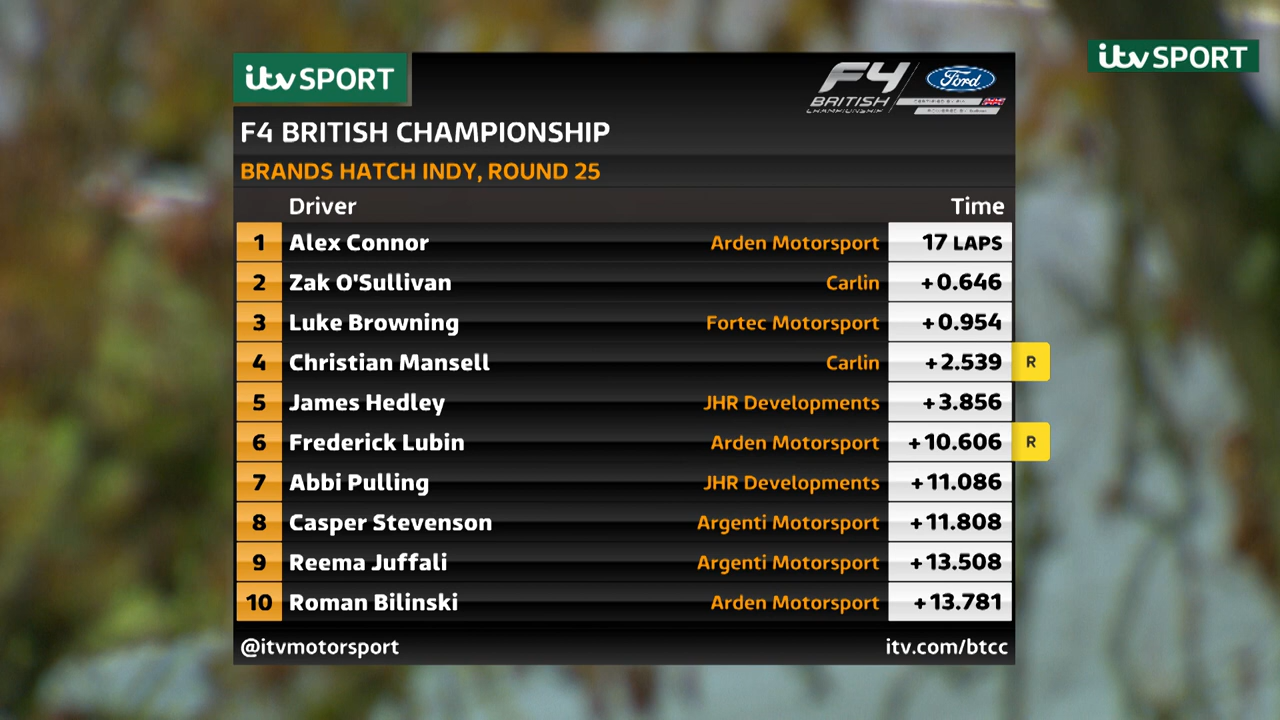 itv SPORT
itv SPORT
F4 BRITISH CHAMPIONSHIP
Ford
F4 BRITISH CHAMPIONSHIP
BRANDS HATCH INDY, ROUND 25
Driver Time
1 Alex Connor Arden Motorsport 17 LAPS
2 Zak O'Sullivan Carlin +0.646
3 Luke Browning Fortec Motorsport +0.954
4 Christian Mansell Carlin +2.539 R
5 James Hedley JHR Developments +3.856
6 Frederick Lubin Arden Motorsport +10.606 R
7 Abbi Pulling JHR Developments +11.086
8 Casper Stevenson Argenti Motorsport +11.808
9 Reema Juffali Argenti Motorsport +13.508
10 Roman Bilinski Arden Motorsport +13.781
@itvmotorsport itv.com/btcc